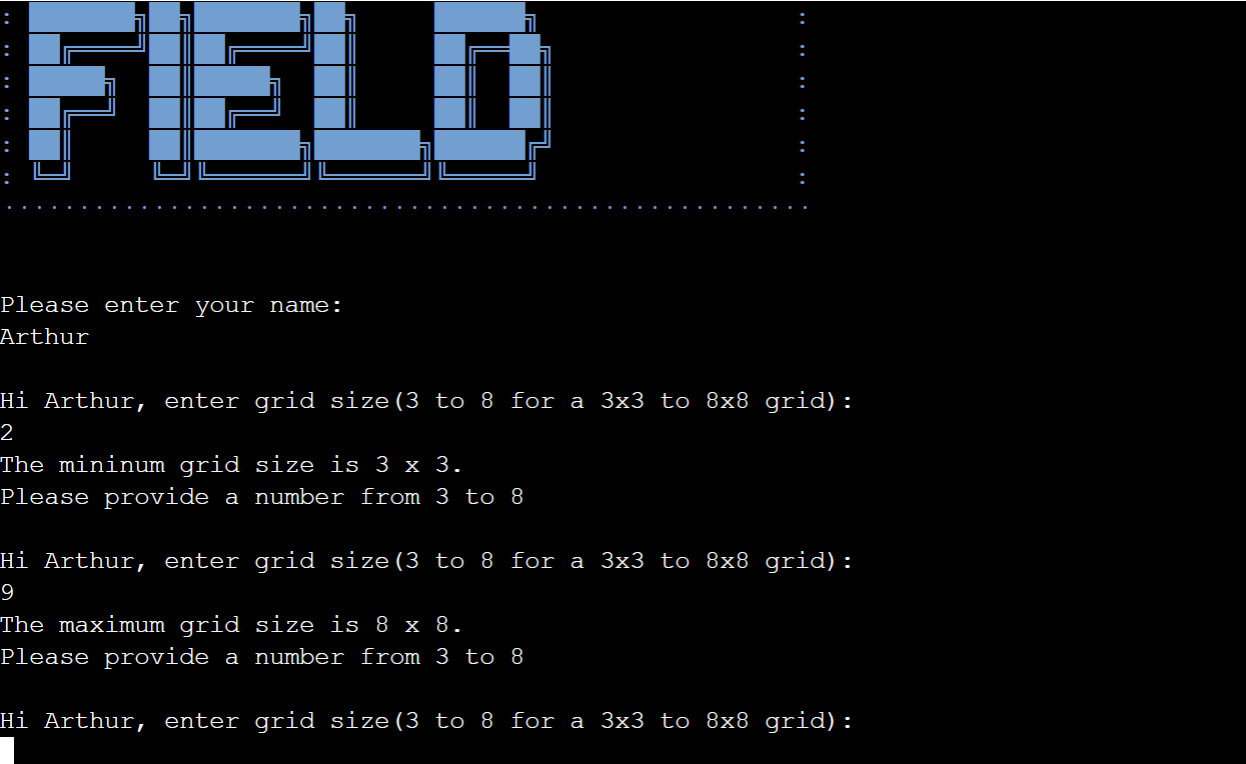 FIELD
Please enter your name:
Arthur
Hi Arthur, enter grid size(3 to 8 for a 3x3 to 8x8 grid):
2
The mininum grid size is 3 x 3.
Please provide a number from 3 to 8
Hi Arthur, enter grid size(3 to 8 for a 3x3 to 8x8 grid):
9
The maximum grid size is 8 x 8.
Please provide a number from 3 to 8
Hi Arthur, enter grid size(3 to 8 for a 3x3 to 8x8 grid):